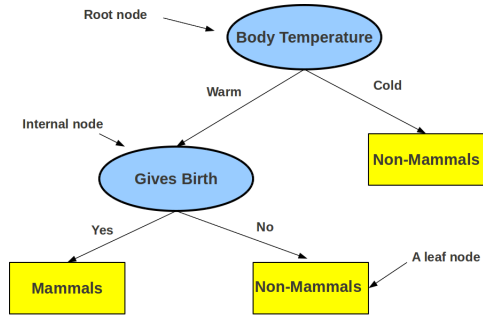 Root node
Body Temperature
Warm
Cold
Internal node
Non-Mammals
Gives Birth
Yes
No
A leaf node
Mammals
Non-Mammals